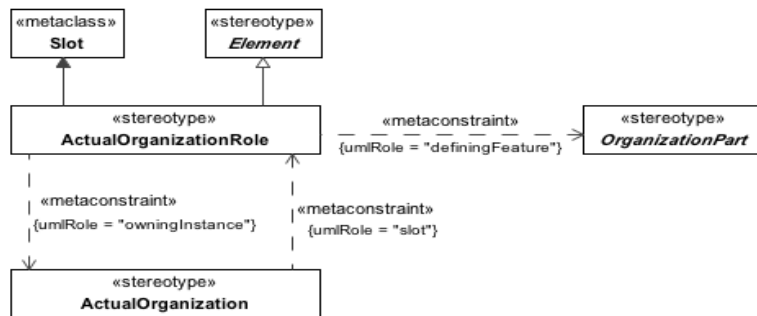 «metaclass»
Slot
«stereotype»
Element
«stereotype»
ActualOrganizationRole
«metaconstraint»
{umlRole = "definingFeature"}
«stereotype»
OrganizationPart
«metaconstraint»
{umlRole = "owningInstance"}
«metaconstraint»
{umlRole = "slot"}
«stereotype»
ActualOrganization